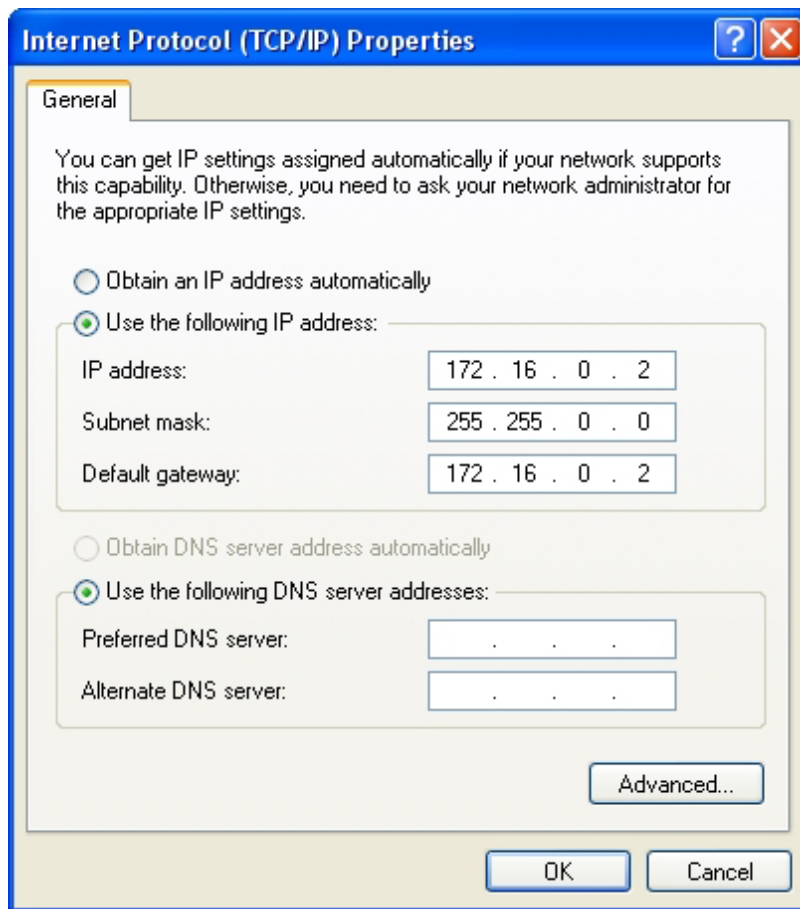 Internet Protocol (TCP/IP) Properties
?
General
You can get IP settings assigned automatically if your network supports
this capability. Otherwise, you need to ask your network administrator for
the appropriate IP settings.
Obtain an IP address automatically
Use the following IP address:
IP address: 172 . 16 . 0 . 2
Subnet mask: 255 . 255 . 0 . 0
Default gateway: 172 . 16 . 0 . 2
Obtain DNS server address automatically
Use the following DNS server addresses:
Preferred DNS server: . . .
Alternate DNS server: . . .
Advanced...
OK Cancel